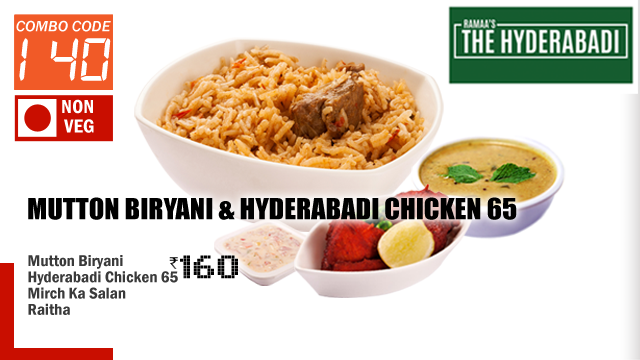 COMBO CODE
140
NON
VEG
RAMAA'S
THE HYDERABADI
MUTTON BIRYANI & HYDERABADI CHICKEN 65
Mutton Biryani
Hyderabadi Chicken 65
Mirch Ka Salan
Raitha
₹160